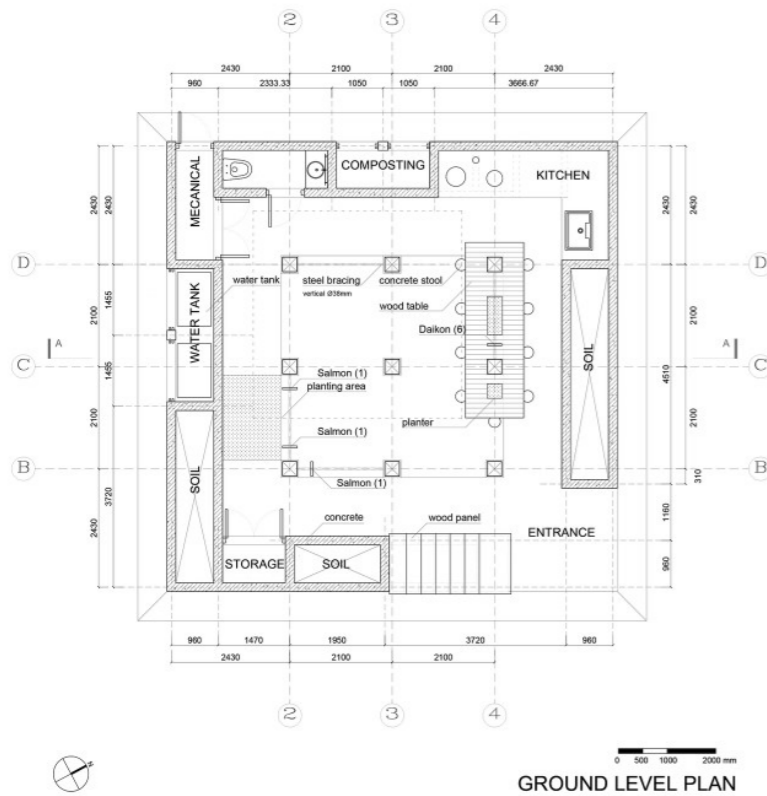 2 3 4
2430 2100 2100 2430
960 2333.33 1050 1050 3666.67
MECANICAL
COMPOSTING
KITCHEN
2430 2430 2430 2430
D D
water tank
steel bracing
vertical Ø38mm
concrete stool
wood table
WATER TANK
Daikon (6)
SOIL
2100 1455 2100
A A
C C
1455 4510
Salmon (1)
planting area
planter
2100 2100
Salmon (1)
B B
Salmon (1)
310
SOIL
concrete
wood panel
ENTRANCE
2430 3720 1160
STORAGE
SOIL
960
960 1470 1950 3720 960
2430 2100 2100
2 3 4
N
0 500 1000 2000 mm
GROUND LEVEL PLAN